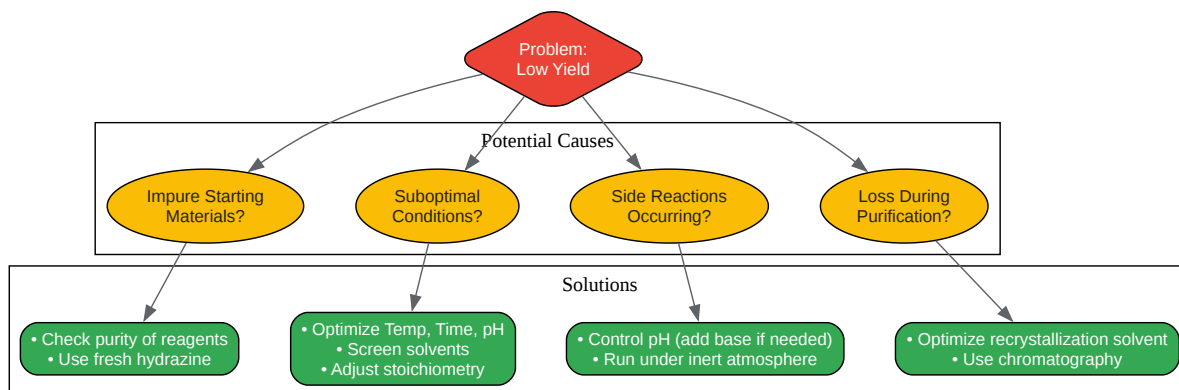 Problem:
Low Yield
Potential Causes
Impure Starting
Materials?
Suboptimal
Conditions?
Side Reactions
Occurring?
Loss During
Purification?
Solutions
• Check purity of reagents
• Use fresh hydrazine
• Optimize Temp, Time, pH
• Screen solvents
• Adjust stoichiometry
• Control pH (add base if needed)
• Run under inert atmosphere
• Optimize recrystallization solvent
• Use chromatography